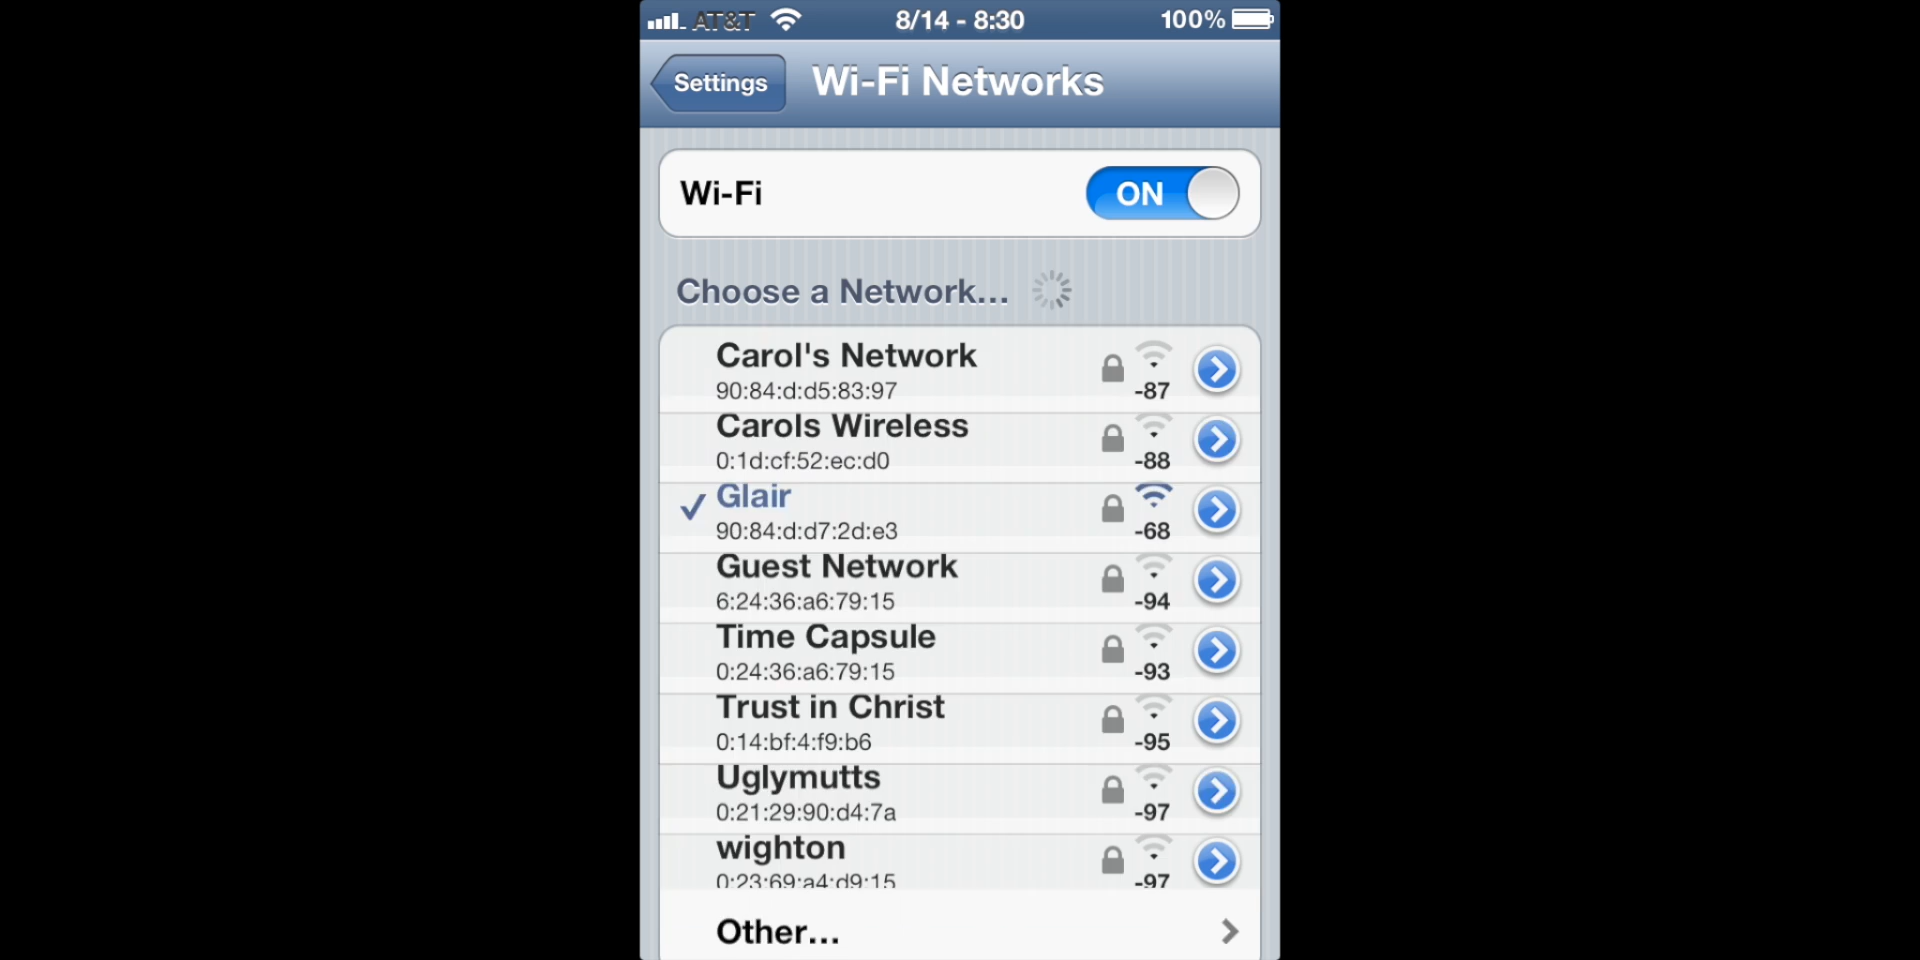 AT&T 8/14 - 8:30 100%
Settings Wi-Fi Networks
Wi-Fi ON
Choose a Network...
Carol's Network
90:84:d:d5:83:97 -87
Carols Wireless
0:1d:cf:52:ec:d0 -88
Glair
90:84:d:d7:2d:e3 -68
Guest Network
6:24:36:a6:79:15 -94
Time Capsule
0:24:36:a6:79:15 -93
Trust in Christ
0:14:bf:4:f9:b6 -95
Uglymutts
0:21:29:90:d4:7a -97
wighton
0:23:69:a4:d9:15 -97
Other...